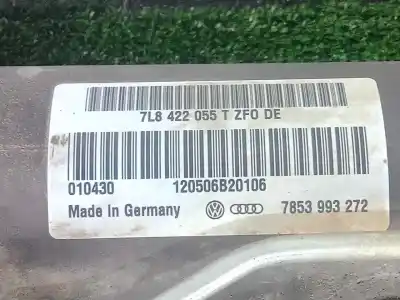 7L8 422 055 T ZFO DE
010430 120506B20106
Made In Germany 7853 993 272